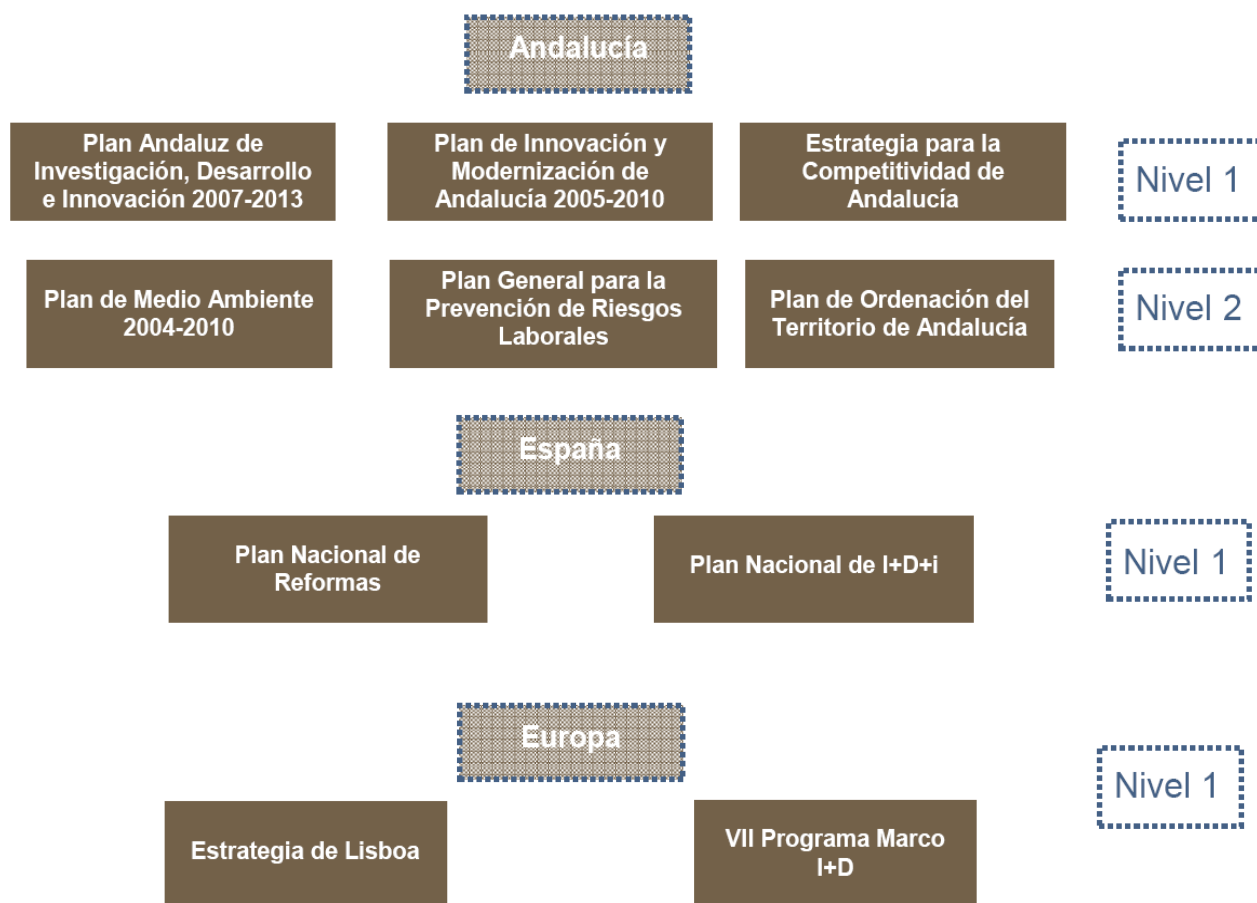 Andalucía
Plan Andaluz de
Investigación, Desarrollo
e Innovación 2007-2013
Plan de Innovación y
Modernización de
Andalucía 2005-2010
Estrategia para la
Competitividad de
Andalucía
Nivel 1
Plan de Medio Ambiente
2004-2010
Plan General para la
Prevención de Riesgos
Laborales
Plan de Ordenación del
Territorio de Andalucía
Nivel 2
España
Plan Nacional de
Reformas
Plan Nacional de I+D+i
Nivel 1
Europa
Nivel 1
Estrategia de Lisboa
VII Programa Marco
I+D